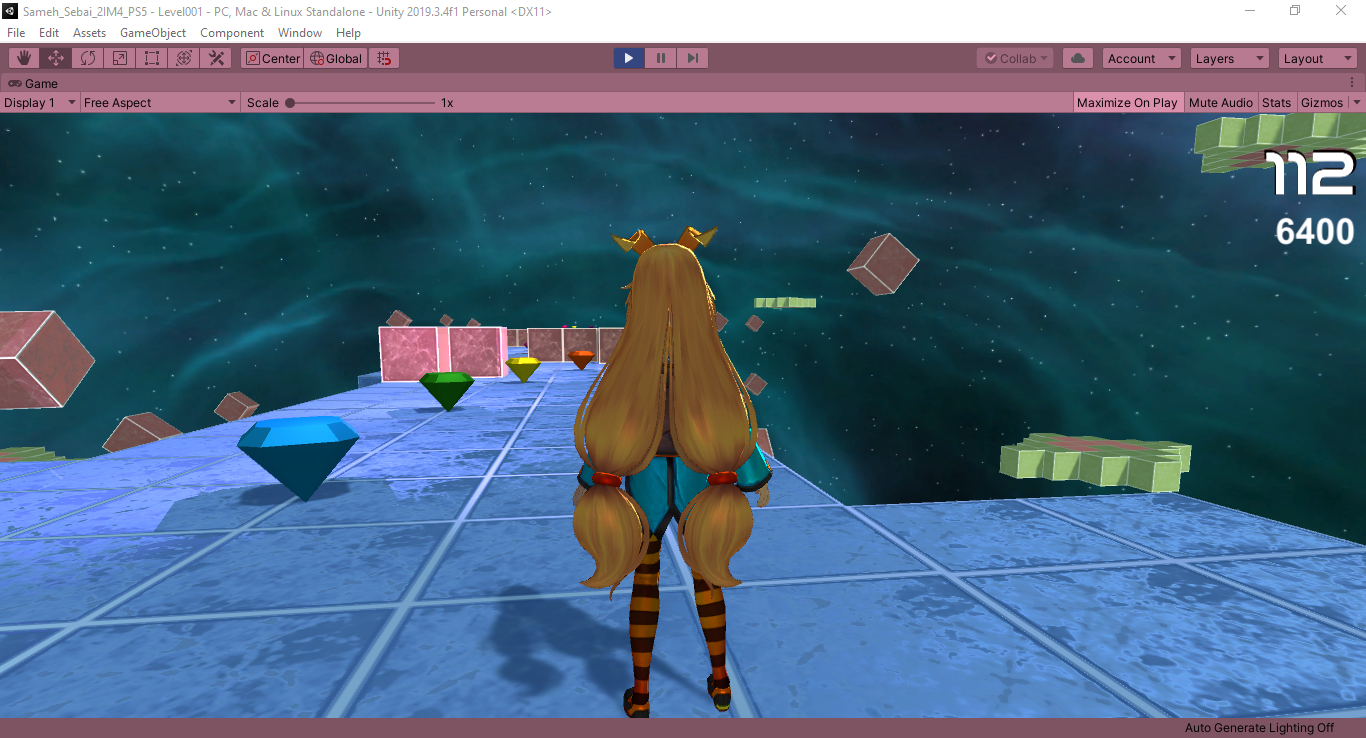 Sameh_Sebai_2IM4_PS5 - Level001 - PC, Mac & Linux Standalone - Unity 2019.3.4f1 Personal <DX11>
File Edit Assets GameObject Component Window Help
Center Global Collab Account Layers Layout
Game
Display 1 Free Aspect Scale 1x Maximize On Play Mute Audio Stats Gizmos
112
6400
Auto Generate Lighting Off